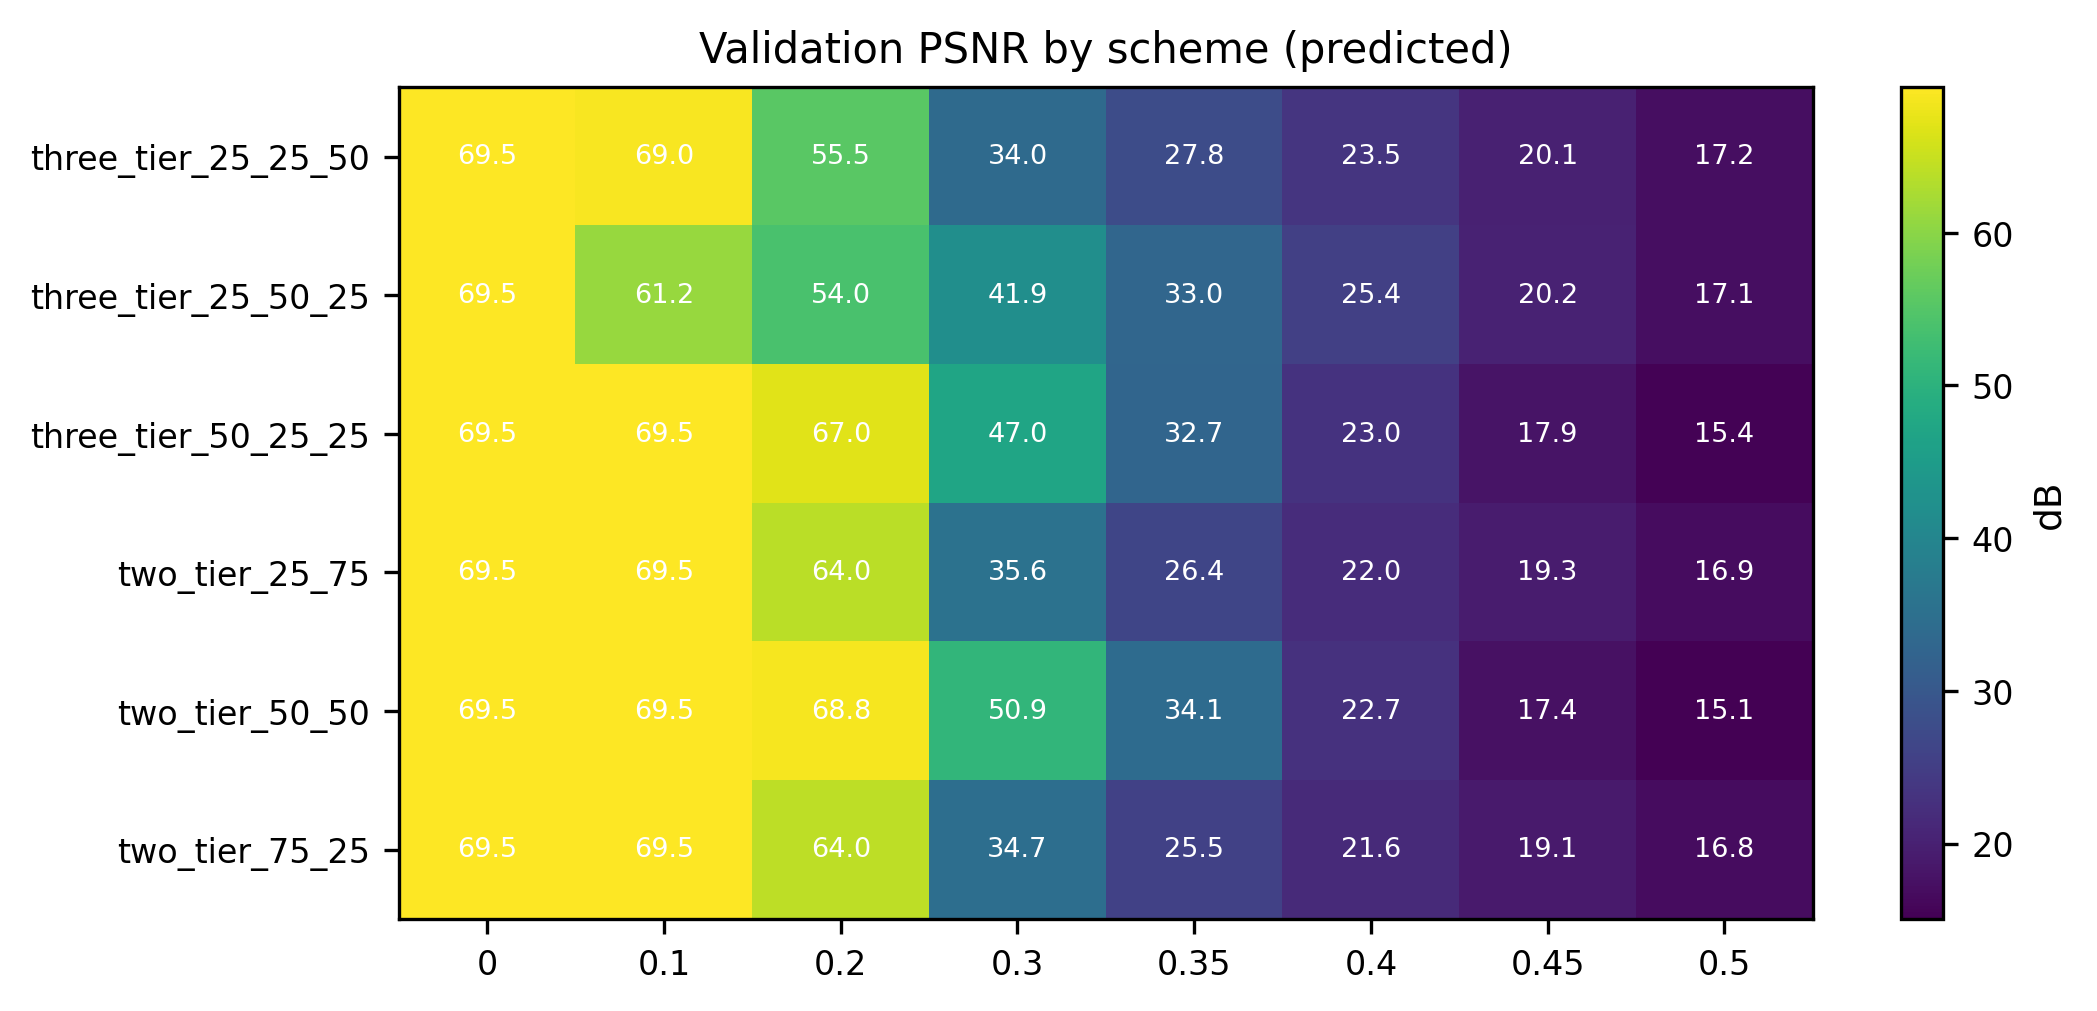 Validation PSNR by scheme (predicted)
three_tier_25_25_50 69.5 69.0 55.5 34.0 27.8 23.5 20.1 17.2
three_tier_25_50_25 69.5 61.2 54.0 41.9 33.0 25.4 20.2 17.1
three_tier_50_25_25 69.5 69.5 67.0 47.0 32.7 23.0 17.9 15.4
two_tier_25_75 69.5 69.5 64.0 35.6 26.4 22.0 19.3 16.9
two_tier_50_50 69.5 69.5 68.8 50.9 34.1 22.7 17.4 15.1
two_tier_75_25 69.5 69.5 64.0 34.7 25.5 21.6 19.1 16.8
0 0.1 0.2 0.3 0.35 0.4 0.45 0.5
60
50
40
30
20
dB